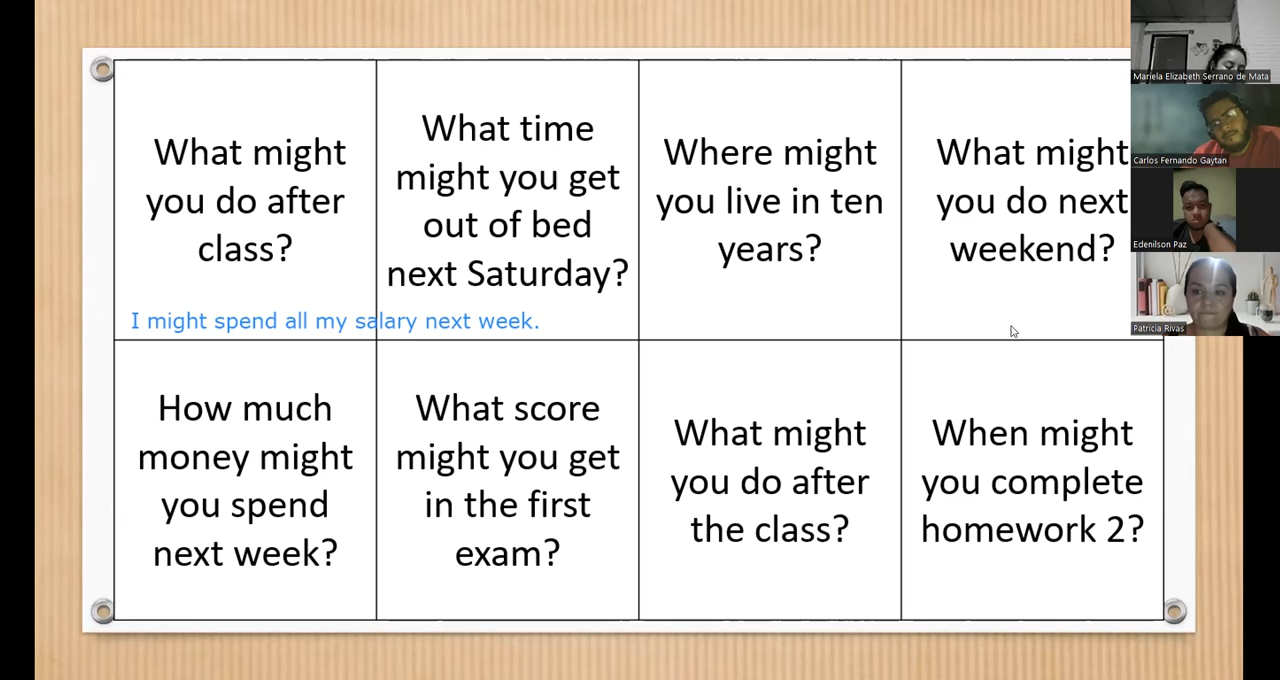 What might
you do after
class?
What time
might you get
out of bed
next Saturday?
Where might
you live in ten
years?
What might
you do next
weekend?
I might spend all my salary next week.
How much
money might
you spend
next week?
What score
might you get
in the first
exam?
What might
you do after
the class?
When might
you complete
homework 2?
Mariela Elizabeth Serrano de Mata
Carlos Fernando Gaytan
Edenilson Paz
Patricia Rivas